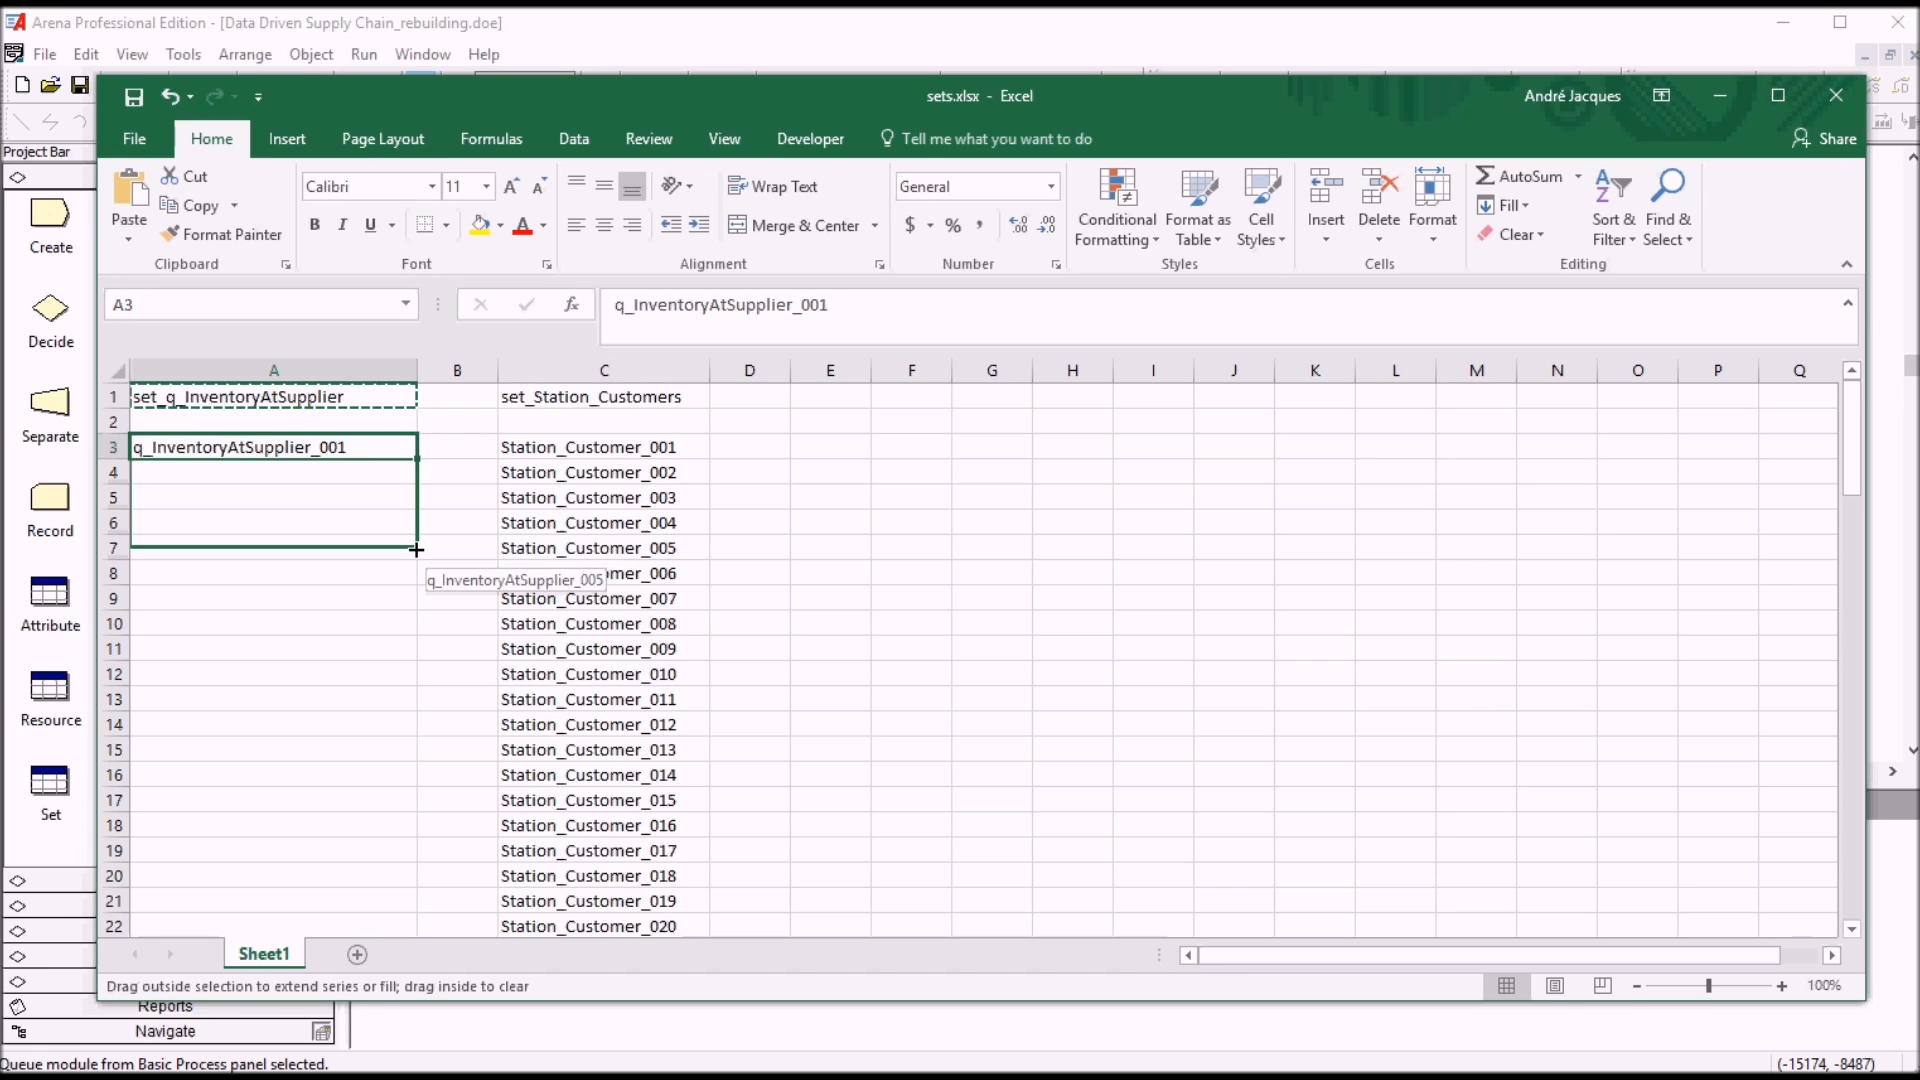 Arena Professional Edition - [Data Driven Supply Chain_rebuilding.doe]
File Edit View Tools Arrange Object Run Window Help
sets.xlsx - Excel
André Jacques
File Home Insert Page Layout Formulas Data Review View Developer Tell me what you want to do Share
Project Bar
Create
Decide
Separate
Record
Attribute
Resource
Set
Reports
Navigate
Paste
Cut
Copy
Format Painter
Clipboard
Calibri 11
B I U
Font
Wrap Text
Merge & Center
Alignment
General
$ % ,
Number
Conditional Formatting
Format as Table
Cell Styles
Styles
Insert Delete Format
Cells
AutoSum
Fill
Clear
Sort & Filter
Find & Select
Editing
A3 fx q_InventoryAtSupplier_001
A B C D E F G H I J K L M N O P Q
1 set_q_InventoryAtSupplier set_Station_Customers
2
3 q_InventoryAtSupplier_001 Station_Customer_001
4 Station_Customer_002
5 Station_Customer_003
6 Station_Customer_004
7 Station_Customer_005
8 q_InventoryAtSupplier_005 mer_006
9 Station_Customer_007
10 Station_Customer_008
11 Station_Customer_009
12 Station_Customer_010
13 Station_Customer_011
14 Station_Customer_012
15 Station_Customer_013
16 Station_Customer_014
17 Station_Customer_015
18 Station_Customer_016
19 Station_Customer_017
20 Station_Customer_018
21 Station_Customer_019
22 Station_Customer_020
Sheet1
Drag outside selection to extend series or fill; drag inside to clear
100%
Queue module from Basic Process panel selected.
(-15174, -8487)